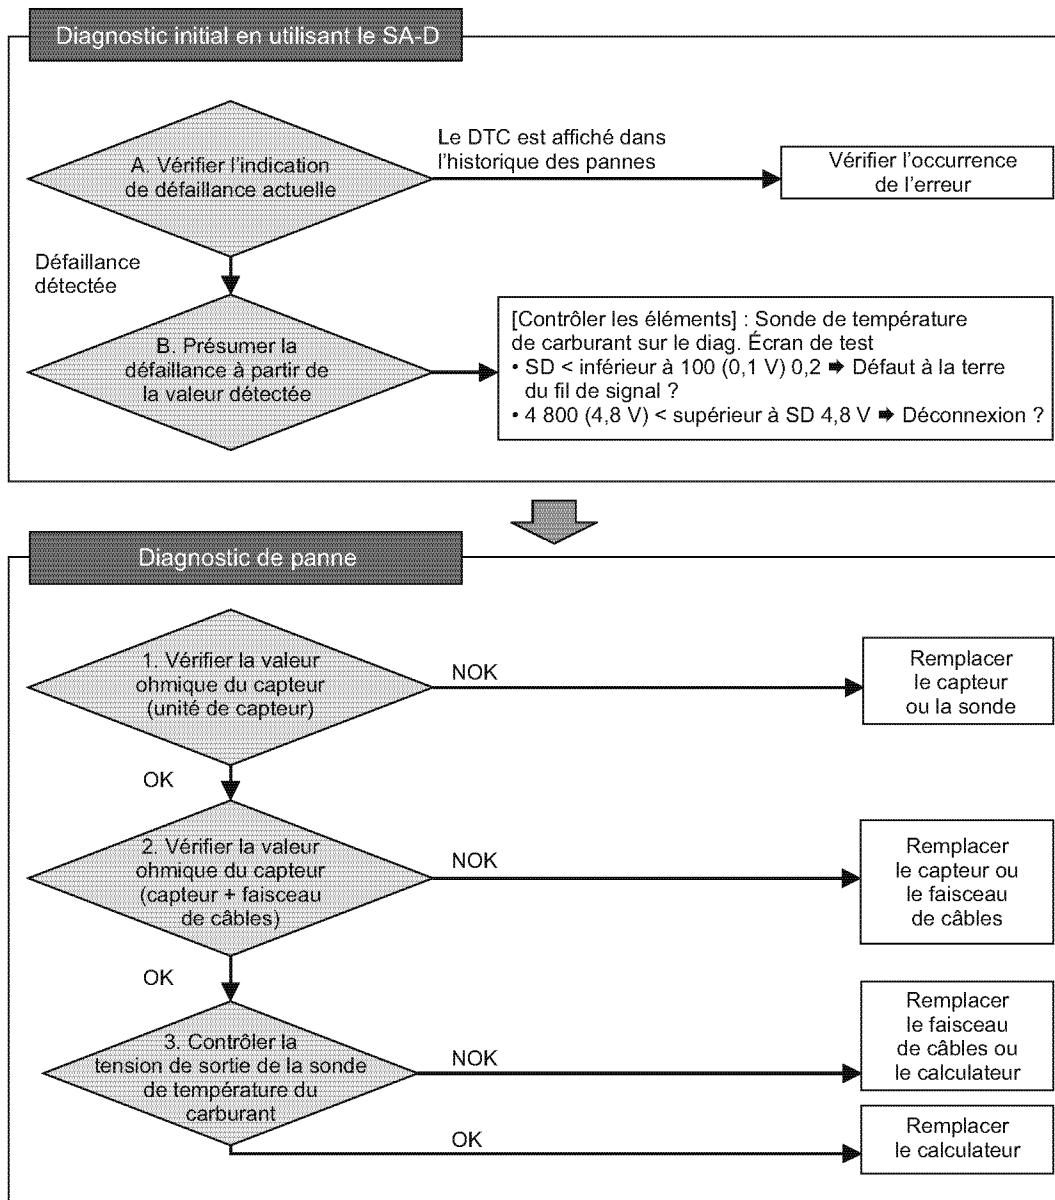 Diagnostic initial en utilisant le SA-D
A. Vérifier l'indication
de défaillance actuelle
Le DTC est affiché dans
l'historique des pannes
Vérifier l'occurrence
de l'erreur
Défaillance
détectée
B. Présumer la
défaillance à partir de
la valeur détectée
[Contrôler les éléments] : Sonde de température
de carburant sur le diag. Écran de test
• SD < inférieur à 100 (0,1 V) 0,2 ➡ Défaut à la terre
du fil de signal ?
• 4 800 (4,8 V) < supérieur à SD 4,8 V ➡ Déconnexion ?
Diagnostic de panne
1. Vérifier la valeur
ohmique du capteur
(unité de capteur)
NOK
Remplacer
le capteur
ou la sonde
OK
2. Vérifier la valeur
ohmique du capteur
(capteur + faisceau
de câbles)
NOK
Remplacer
le capteur ou
le faisceau
de câbles
OK
3. Contrôler la
tension de sortie de la sonde
de température du
carburant
NOK
Remplacer
le faisceau
de câbles ou
le calculateur
OK
Remplacer
le calculateur